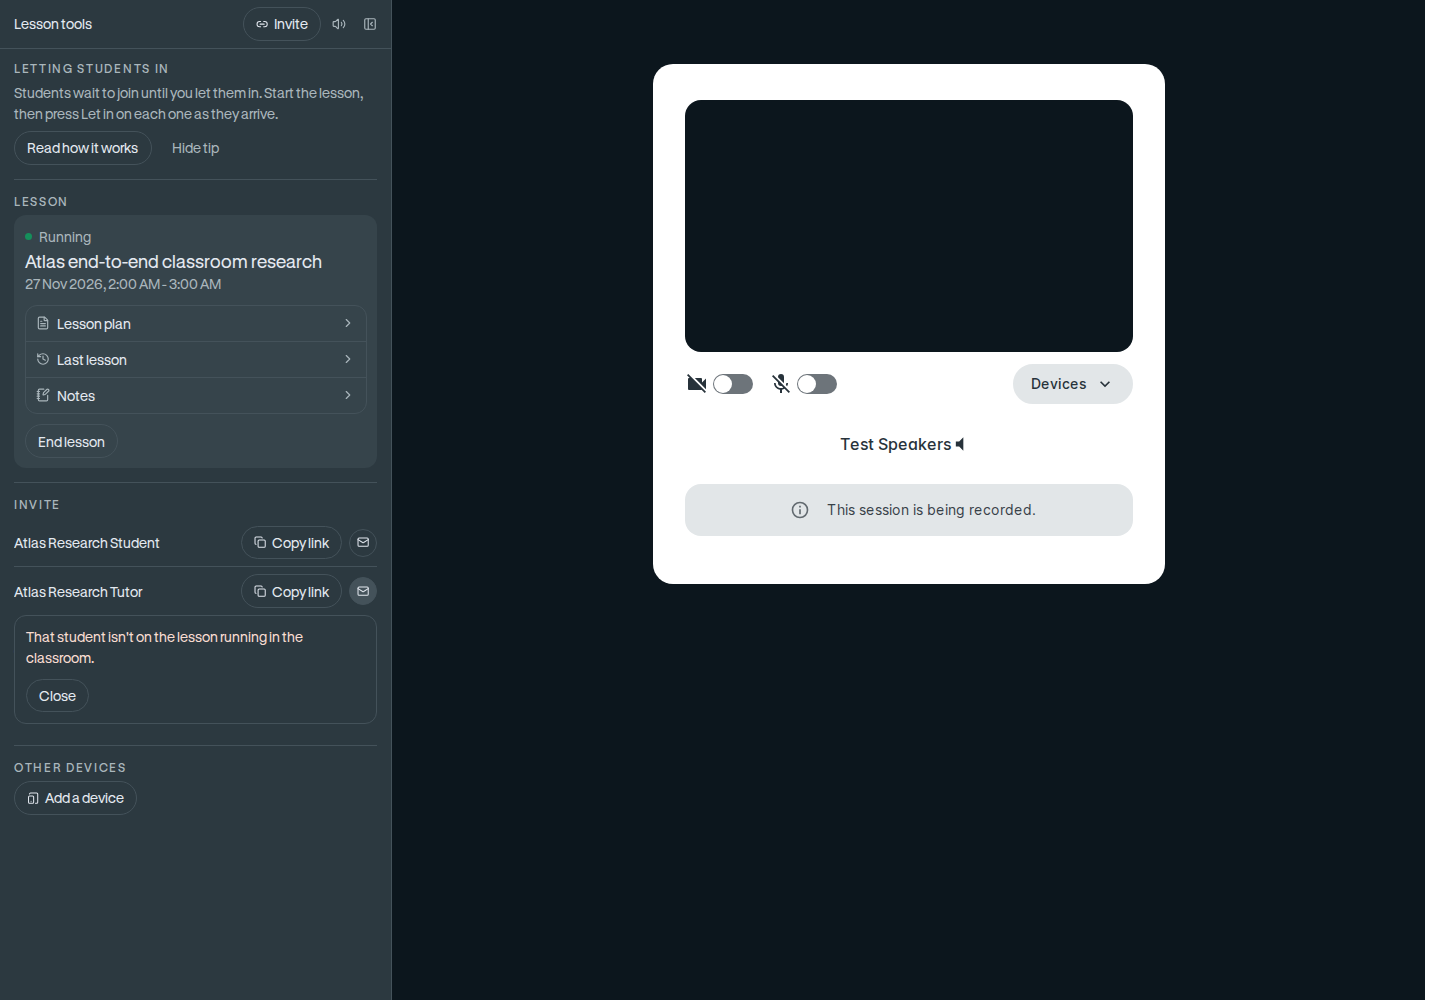 Lesson tools
Invite
LETTING STUDENTS IN
Students wait to join until you let them in. Start the lesson,
then press Let in on each one as they arrive.
Read how it works
Hide tip
LESSON
Running
Atlas end-to-end classroom research
27 Nov 2026, 2:00 AM - 3:00 AM
Lesson plan
Last lesson
Notes
End lesson
INVITE
Atlas Research Student
Copy link
Atlas Research Tutor
Copy link
That student isn't on the lesson running in the
classroom.
Close
OTHER DEVICES
Add a device
Devices
Test Speakers
This session is being recorded.